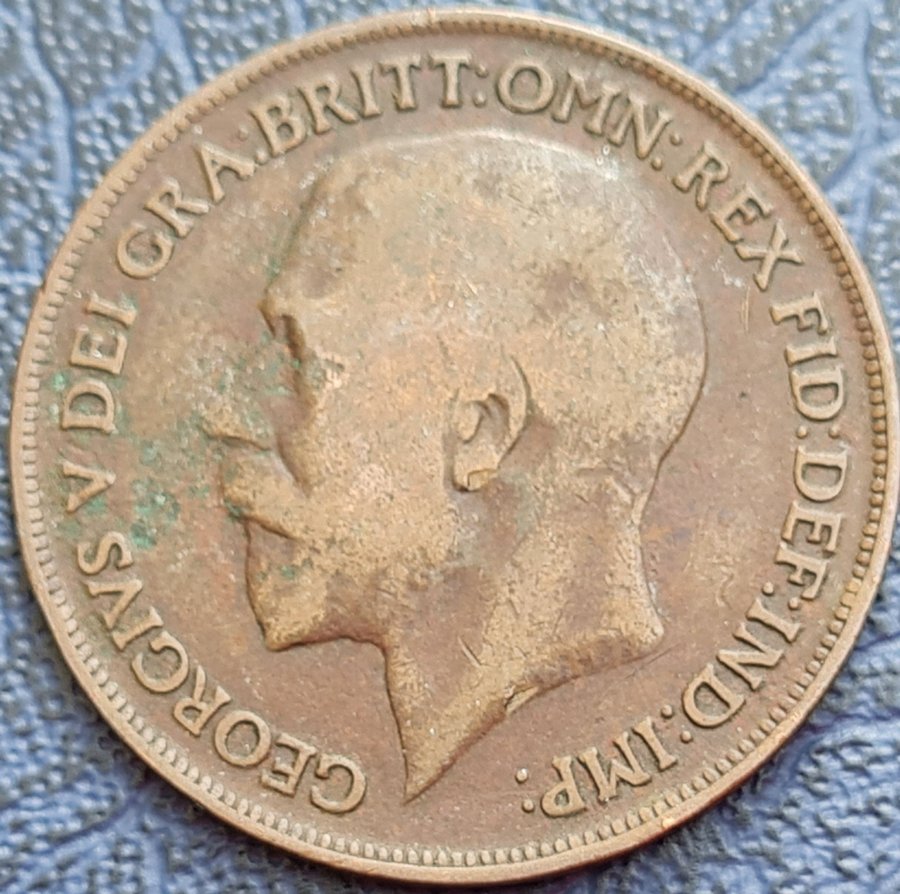 GEORGIVS V DEI GRA: BRITT: OMN: REX FID: DEF: IND: IMP: